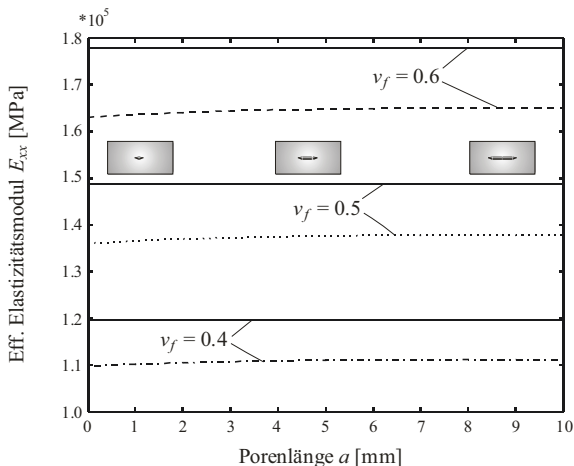 *10⁵
1.8
1.7
1.6
1.5
1.4
1.3
1.2
1.1
1.0
Eff. Elastizitätsmodul E_xx [MPa]
v_f = 0.6
v_f = 0.5
v_f = 0.4
0 1 2 3 4 5 6 7 8 9 10
Porenlänge a [mm]